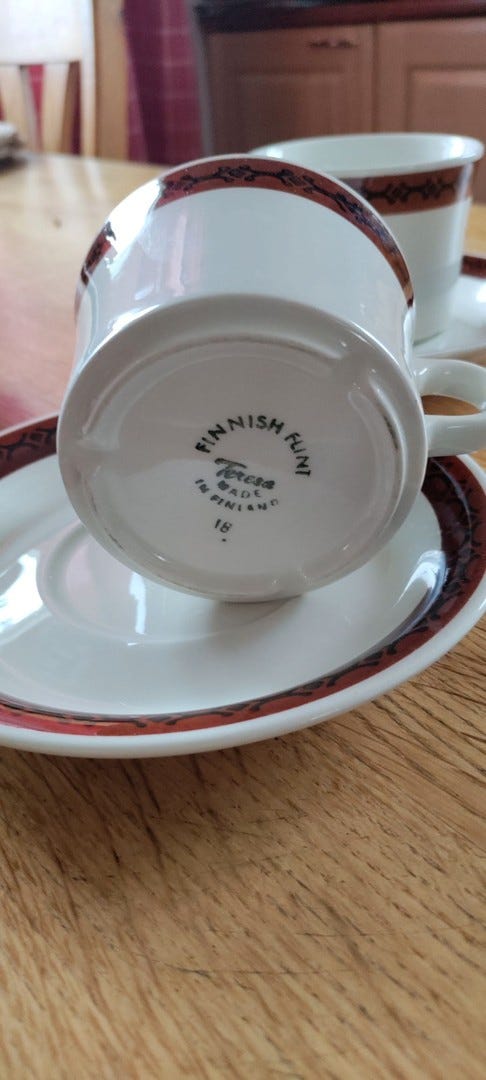 FINNISH FLINT
Teresa
MADE
IN FINLAND
18